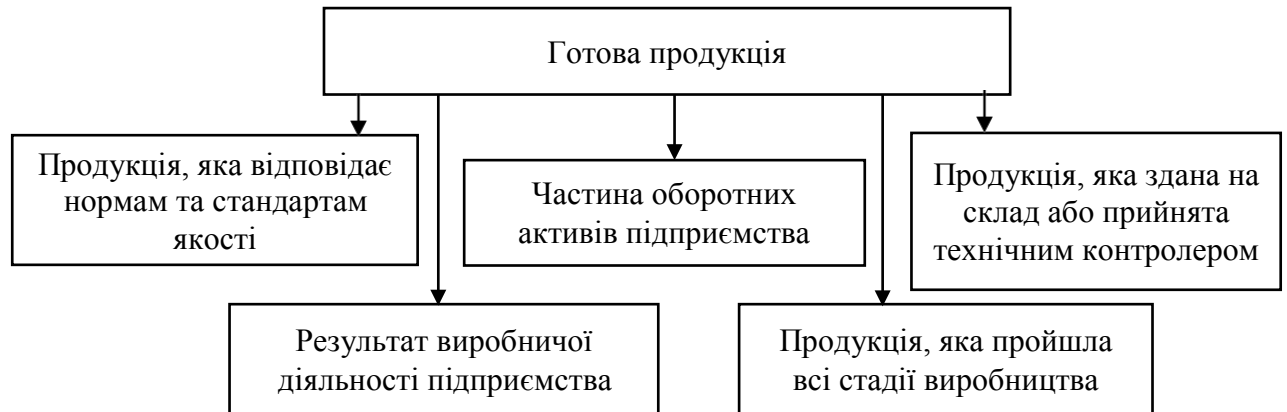 Готова продукція
Продукція, яка відповідає
нормам та стандартам
якості
Частина оборотних
активів підприємства
Продукція, яка здана на
склад або прийнята
технічним контролером
Результат виробничої
діяльності підприємства
Продукція, яка пройшла
всі стадії виробництва